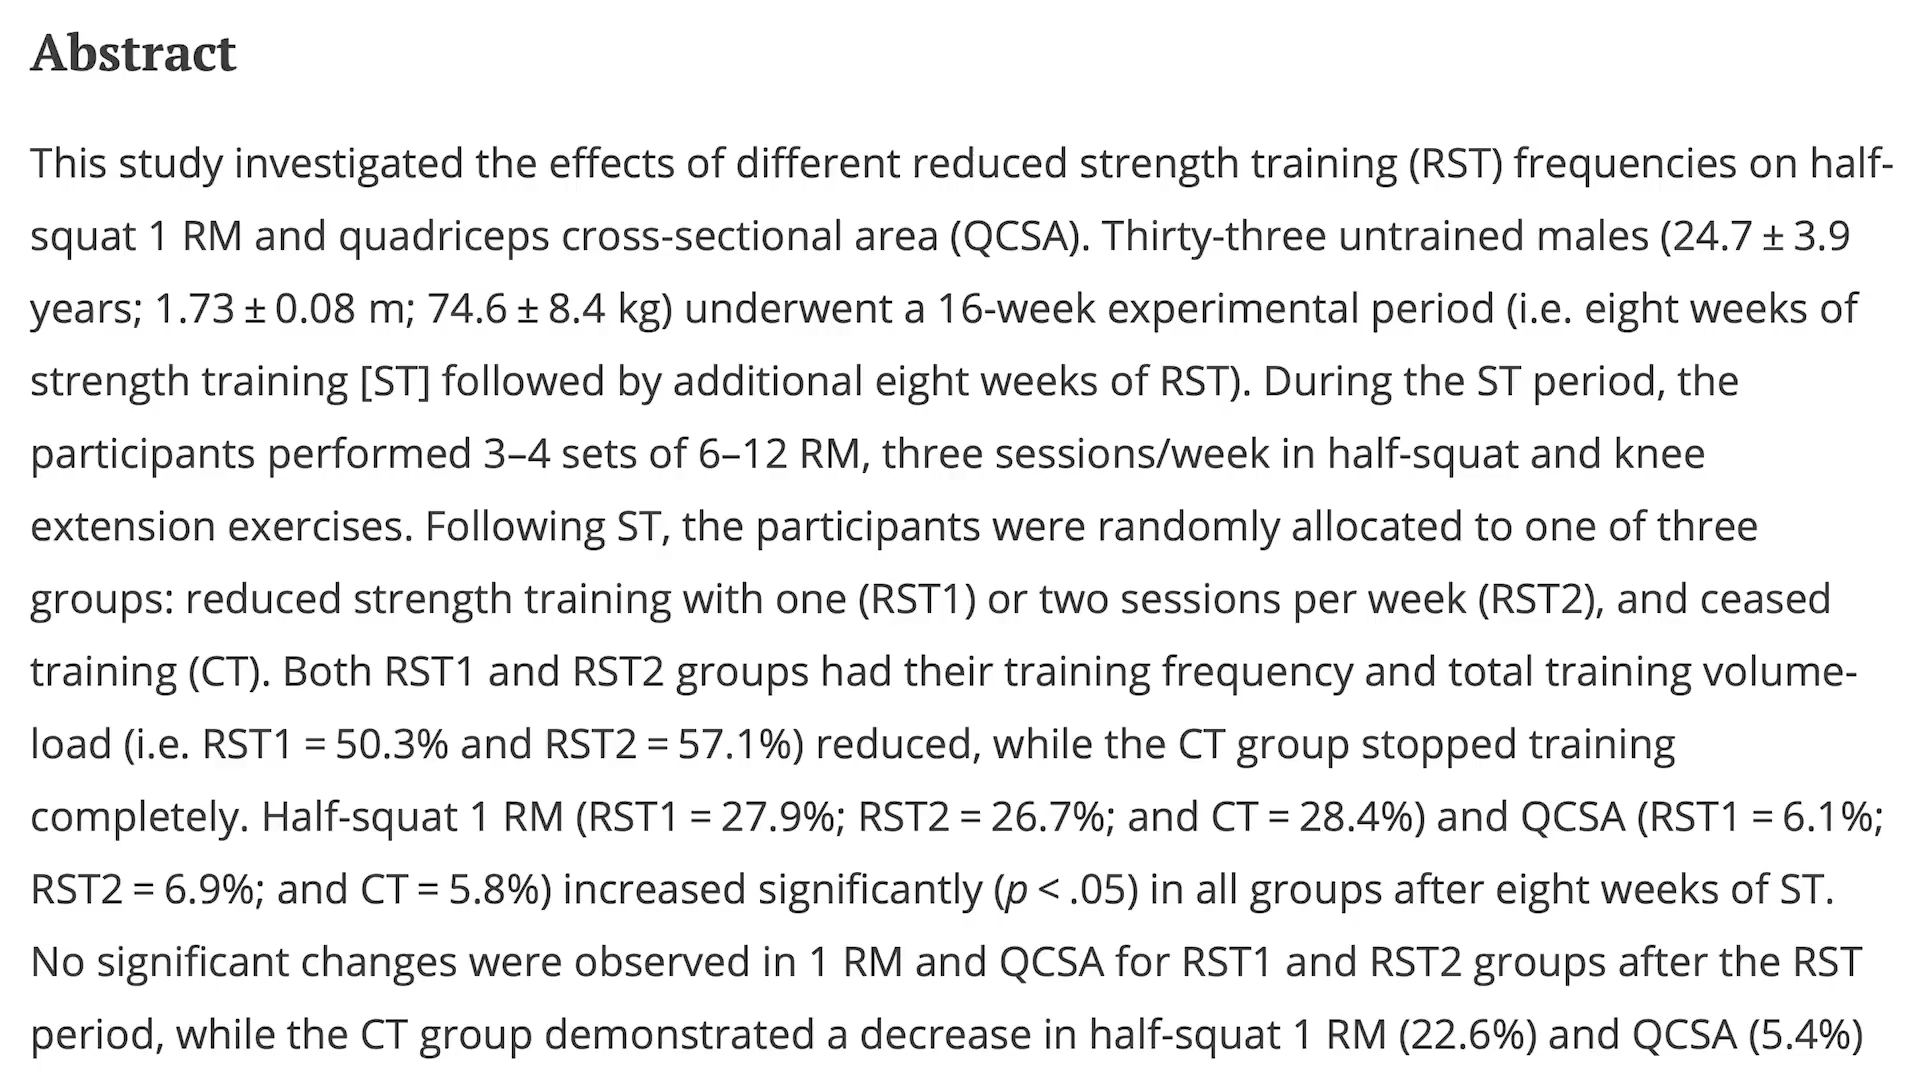 Abstract
This study investigated the effects of different reduced strength training (RST) frequencies on half-
squat 1 RM and quadriceps cross-sectional area (QCSA). Thirty-three untrained males (24.7 ± 3.9
years; 1.73 ± 0.08 m; 74.6 ± 8.4 kg) underwent a 16-week experimental period (i.e. eight weeks of
strength training [ST] followed by additional eight weeks of RST). During the ST period, the
participants performed 3–4 sets of 6–12 RM, three sessions/week in half-squat and knee
extension exercises. Following ST, the participants were randomly allocated to one of three
groups: reduced strength training with one (RST1) or two sessions per week (RST2), and ceased
training (CT). Both RST1 and RST2 groups had their training frequency and total training volume-
load (i.e. RST1 = 50.3% and RST2 = 57.1%) reduced, while the CT group stopped training
completely. Half-squat 1 RM (RST1 = 27.9%; RST2 = 26.7%; and CT = 28.4%) and QCSA (RST1 = 6.1%;
RST2 = 6.9%; and CT = 5.8%) increased significantly (p < .05) in all groups after eight weeks of ST.
No significant changes were observed in 1 RM and QCSA for RST1 and RST2 groups after the RST
period, while the CT group demonstrated a decrease in half-squat 1 RM (22.6%) and QCSA (5.4%)